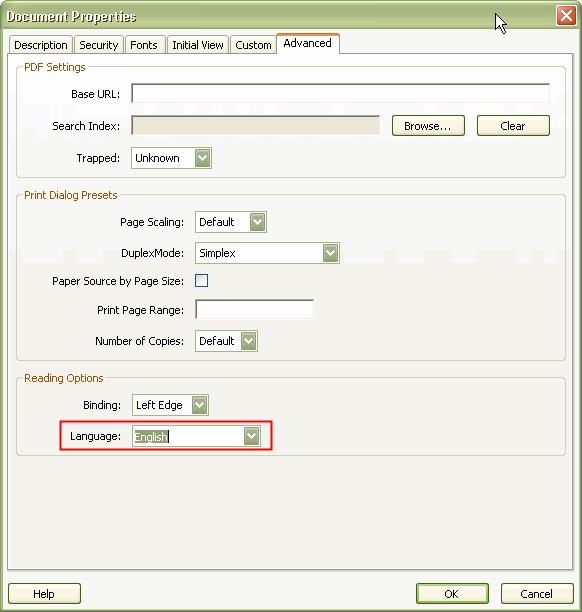 Document Properties
Description Security Fonts Initial View Custom Advanced
PDF Settings
Base URL:
Search Index: Browse... Clear
Trapped: Unknown
Print Dialog Presets
Page Scaling: Default
DuplexMode: Simplex
Paper Source by Page Size:
Print Page Range:
Number of Copies: Default
Reading Options
Binding: Left Edge
Language: English
Help OK Cancel